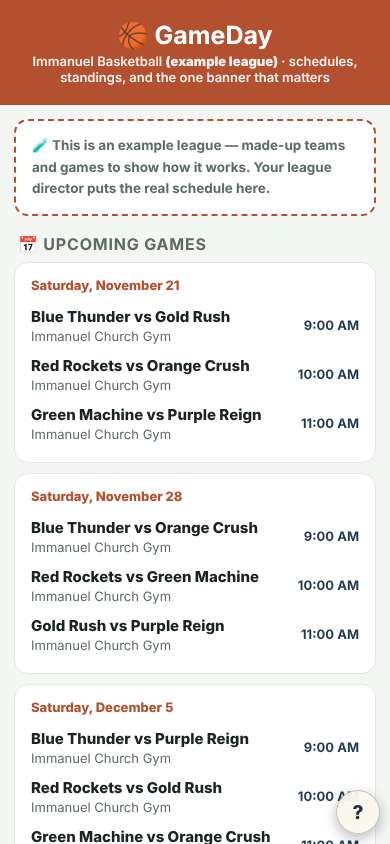 🏀 GameDay
Immanuel Basketball (example league) · schedules,
standings, and the one banner that matters
🧪 This is an example league — made-up teams
and games to show how it works. Your league
director puts the real schedule here.
📅 UPCOMING GAMES
Saturday, November 21
Blue Thunder vs Gold Rush
Immanuel Church Gym
9:00 AM
Red Rockets vs Orange Crush
Immanuel Church Gym
10:00 AM
Green Machine vs Purple Reign
Immanuel Church Gym
11:00 AM
Saturday, November 28
Blue Thunder vs Orange Crush
Immanuel Church Gym
9:00 AM
Red Rockets vs Green Machine
Immanuel Church Gym
10:00 AM
Gold Rush vs Purple Reign
Immanuel Church Gym
11:00 AM
Saturday, December 5
Blue Thunder vs Purple Reign
Immanuel Church Gym
9:00 AM
Red Rockets vs Gold Rush
Immanuel Church Gym
10:00 AM
Green Machine vs Orange Crush
11:00 AM
?